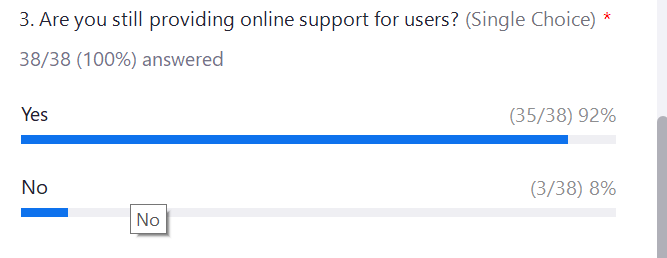 3. Are you still providing online support for users? (Single Choice) *
38/38 (100%) answered
Yes (35/38) 92%
No (3/38) 8%
No